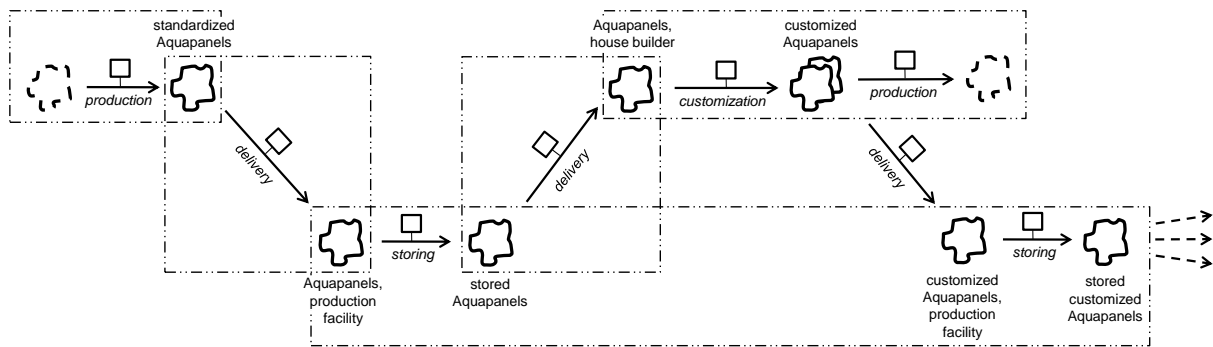 standardized
Aquapanels
production
delivery
Aquapanels,
production
facility
storing
stored
Aquapanels
delivery
Aquapanels,
house builder
customization
customized
Aquapanels
production
delivery
customized
Aquapanels,
production
facility
storing
stored
customized
Aquapanels